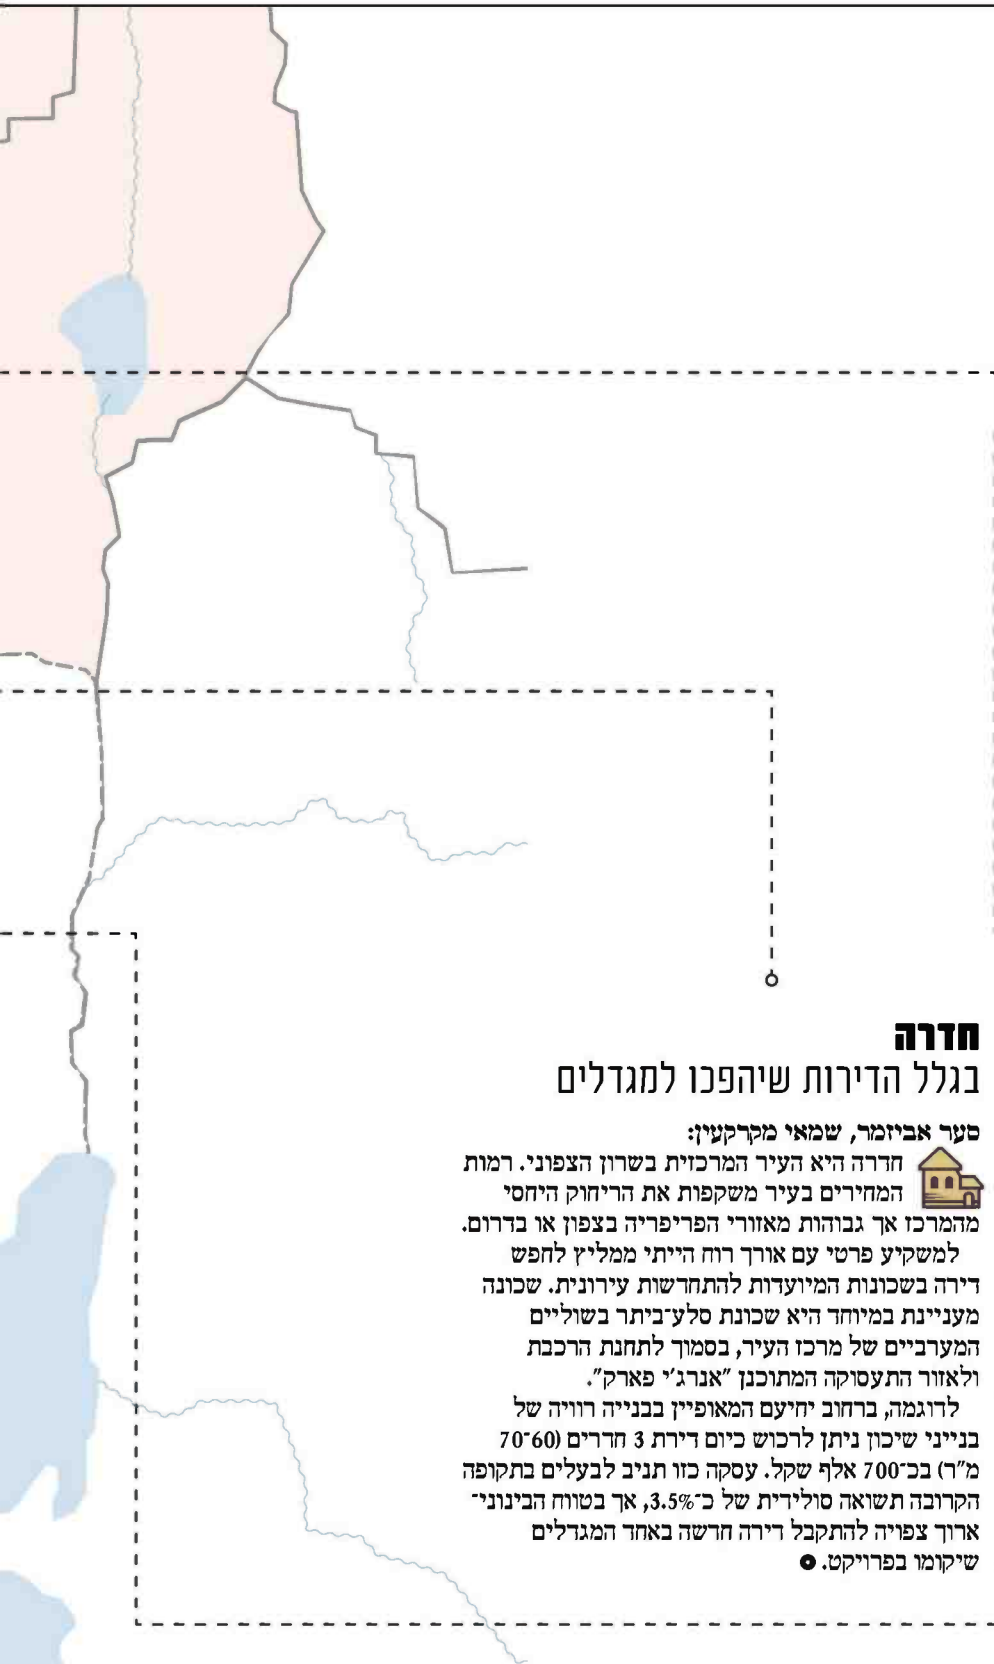 חדרה
בגלל הדירות שיהפכו למגדלים
סער אביזמר, שמאי מקרקעין:
חדרה היא העיר המרכזית בשרון הצפוני. רמות
המחירים בעיר משקפות את הריחוק היחסי
מהמרכז אך גבוהות מאזורי הפריפריה בצפון או בדרום.
למשקיע פרטי עם אורך רוח הייתי ממליץ לחפש
דירה בשכונות המיועדות להתחדשות עירונית. שכונה
מעניינת במיוחד היא שכונת סלע־ביתר בשוליים
המערביים של מרכז העיר, בסמוך לתחנת הרכבת
ולאזור התעסוקה המתוכנן "אנרג'י פארק".
לדוגמה, ברחוב יחיעם המאופיין בבנייה רוויה של
בנייני שיכון ניתן לרכוש כיום דירת 3 חדרים (60־70
מ"ר) בכ־700 אלף שקל. עסקה כזו תניב לבעלים בתקופה
הקרובה תשואה סולידית של כ־3.5%, אך בטווח הבינוני־
ארוך צפויה להתקבל דירה חדשה באחד המגדלים
שיקומו בפרויקט.